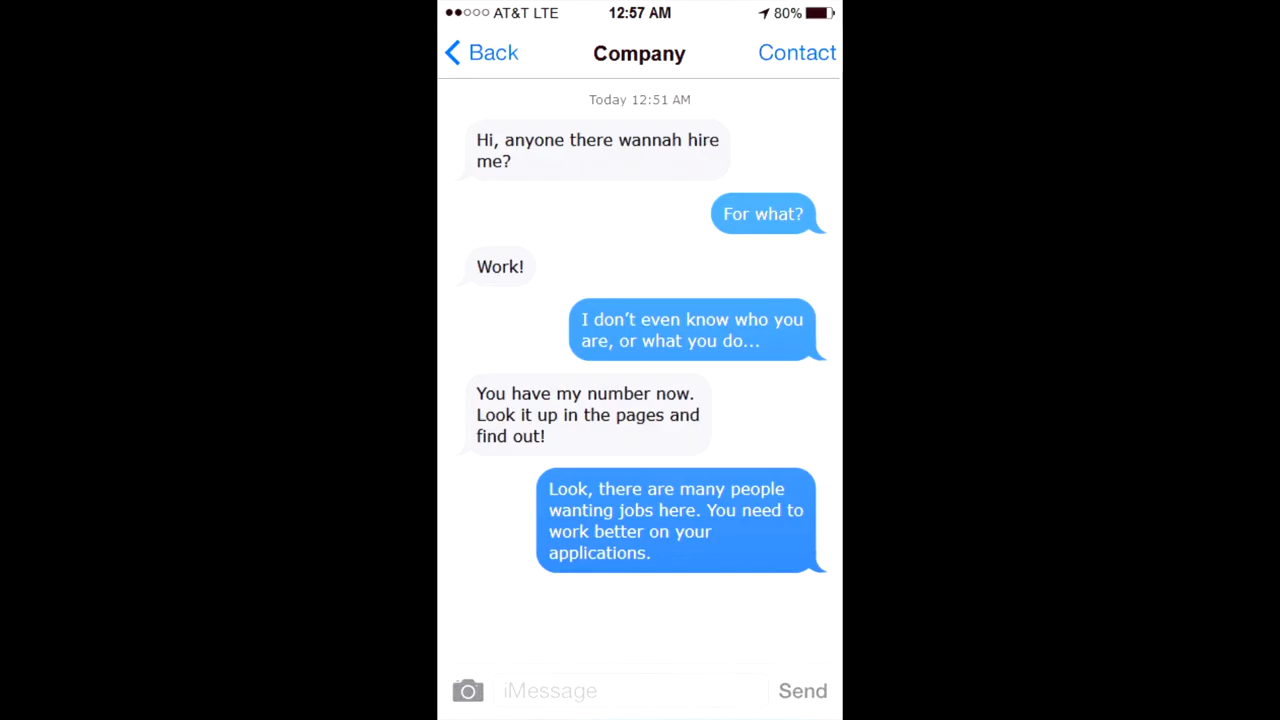 AT&T LTE 12:57 AM 80%
Back Company Contact
Today 12:51 AM
Hi, anyone there wannah hire
me?
For what?
Work!
I don’t even know who you
are, or what you do...
You have my number now.
Look it up in the pages and
find out!
Look, there are many people
wanting jobs here. You need to
work better on your
applications.
iMessage Send